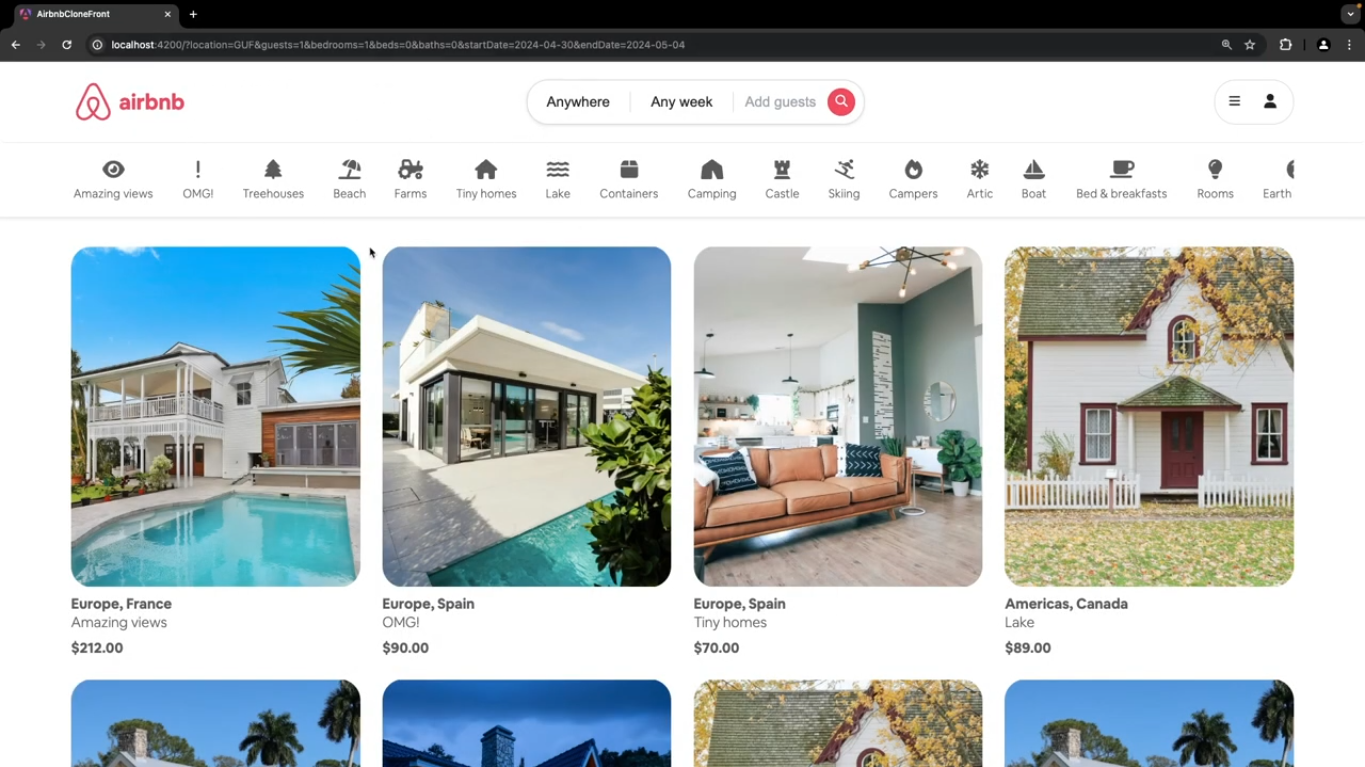 AirbnbCloneFront
localhost:4200/?location=GUF&guests=1&bedrooms=1&beds=0&baths=0&startDate=2024-04-30&endDate=2024-05-04
airbnb
Anywhere Any week Add guests
Amazing views OMG! Treehouses Beach Farms Tiny homes Lake Containers Camping Castle Skiing Campers Artic Boat Bed & breakfasts Rooms Earth
Europe, France
Amazing views
$212.00
Europe, Spain
OMG!
$90.00
Europe, Spain
Tiny homes
$70.00
Americas, Canada
Lake
$89.00